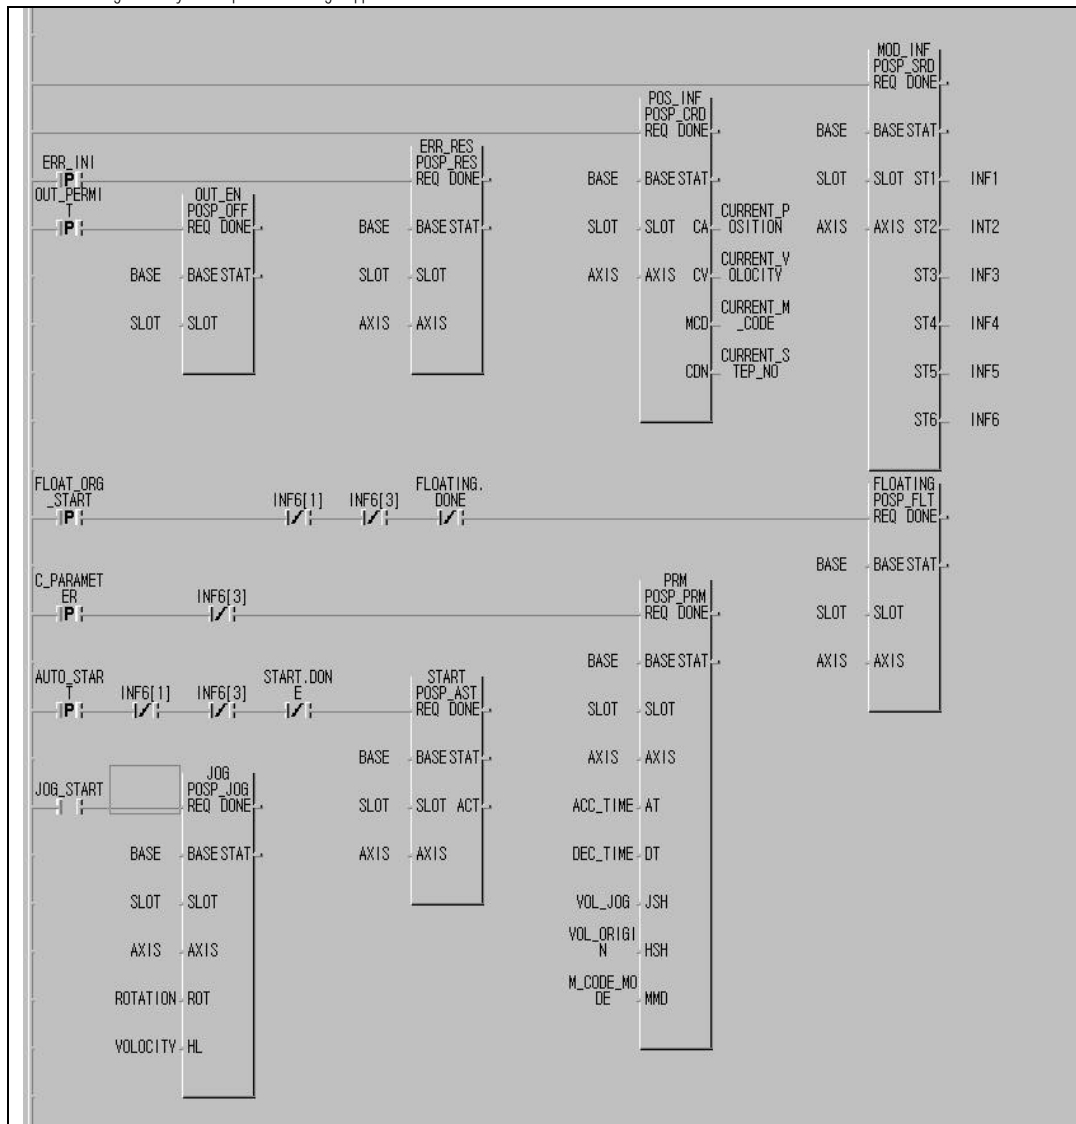 MOD_INF
POSP_SRD
REQ DONE
POS_INF
POSP_CRD
REQ DONE
BASE BASE STAT
ERR_RES
POSP_RES
ERR_INI
REQ DONE
BASE BASE STAT
SLOT SLOT ST1 INF1
P
OUT_PERMI
T
OUT_EN
POSP_OFF
P
REQ DONE
BASE BASE STAT
SLOT SLOT CA
CURRENT_P
OSITION
AXIS AXIS ST2 INT2
BASE BASE STAT
SLOT SLOT
AXIS AXIS CV
CURRENT_V
OLOCITY
ST3 INF3
SLOT SLOT
AXIS AXIS
MCD
CURRENT_M
_CODE
ST4 INF4
CDN
CURRENT_S
TEP_NO
ST5 INF5
ST6 INF6
FLOAT_ORG
_START
P
INF6[1]
INF6[3]
FLOATING.
DONE
FLOATING
POSP_FLT
REQ DONE
BASE BASE STAT
C_PARAMET
ER
P
INF6[3]
PRM
POSP_PRM
REQ DONE
SLOT SLOT
BASE BASE STAT
AXIS AXIS
AUTO_STAR
T
P
INF6[1]
INF6[3]
START.DON
E
START
POSP_AST
REQ DONE
SLOT SLOT
BASE BASE STAT
AXIS AXIS
JOG_START
JOG
POSP_JOG
REQ DONE
SLOT SLOT ACT
ACC_TIME AT
BASE BASE STAT
AXIS AXIS
DEC_TIME DT
SLOT SLOT
VOL_JOG JSH
AXIS AXIS
VOL_ORIGI
N
HSH
ROTATION ROT
M_CODE_MO
DE
MMD
VOLOCITY HL